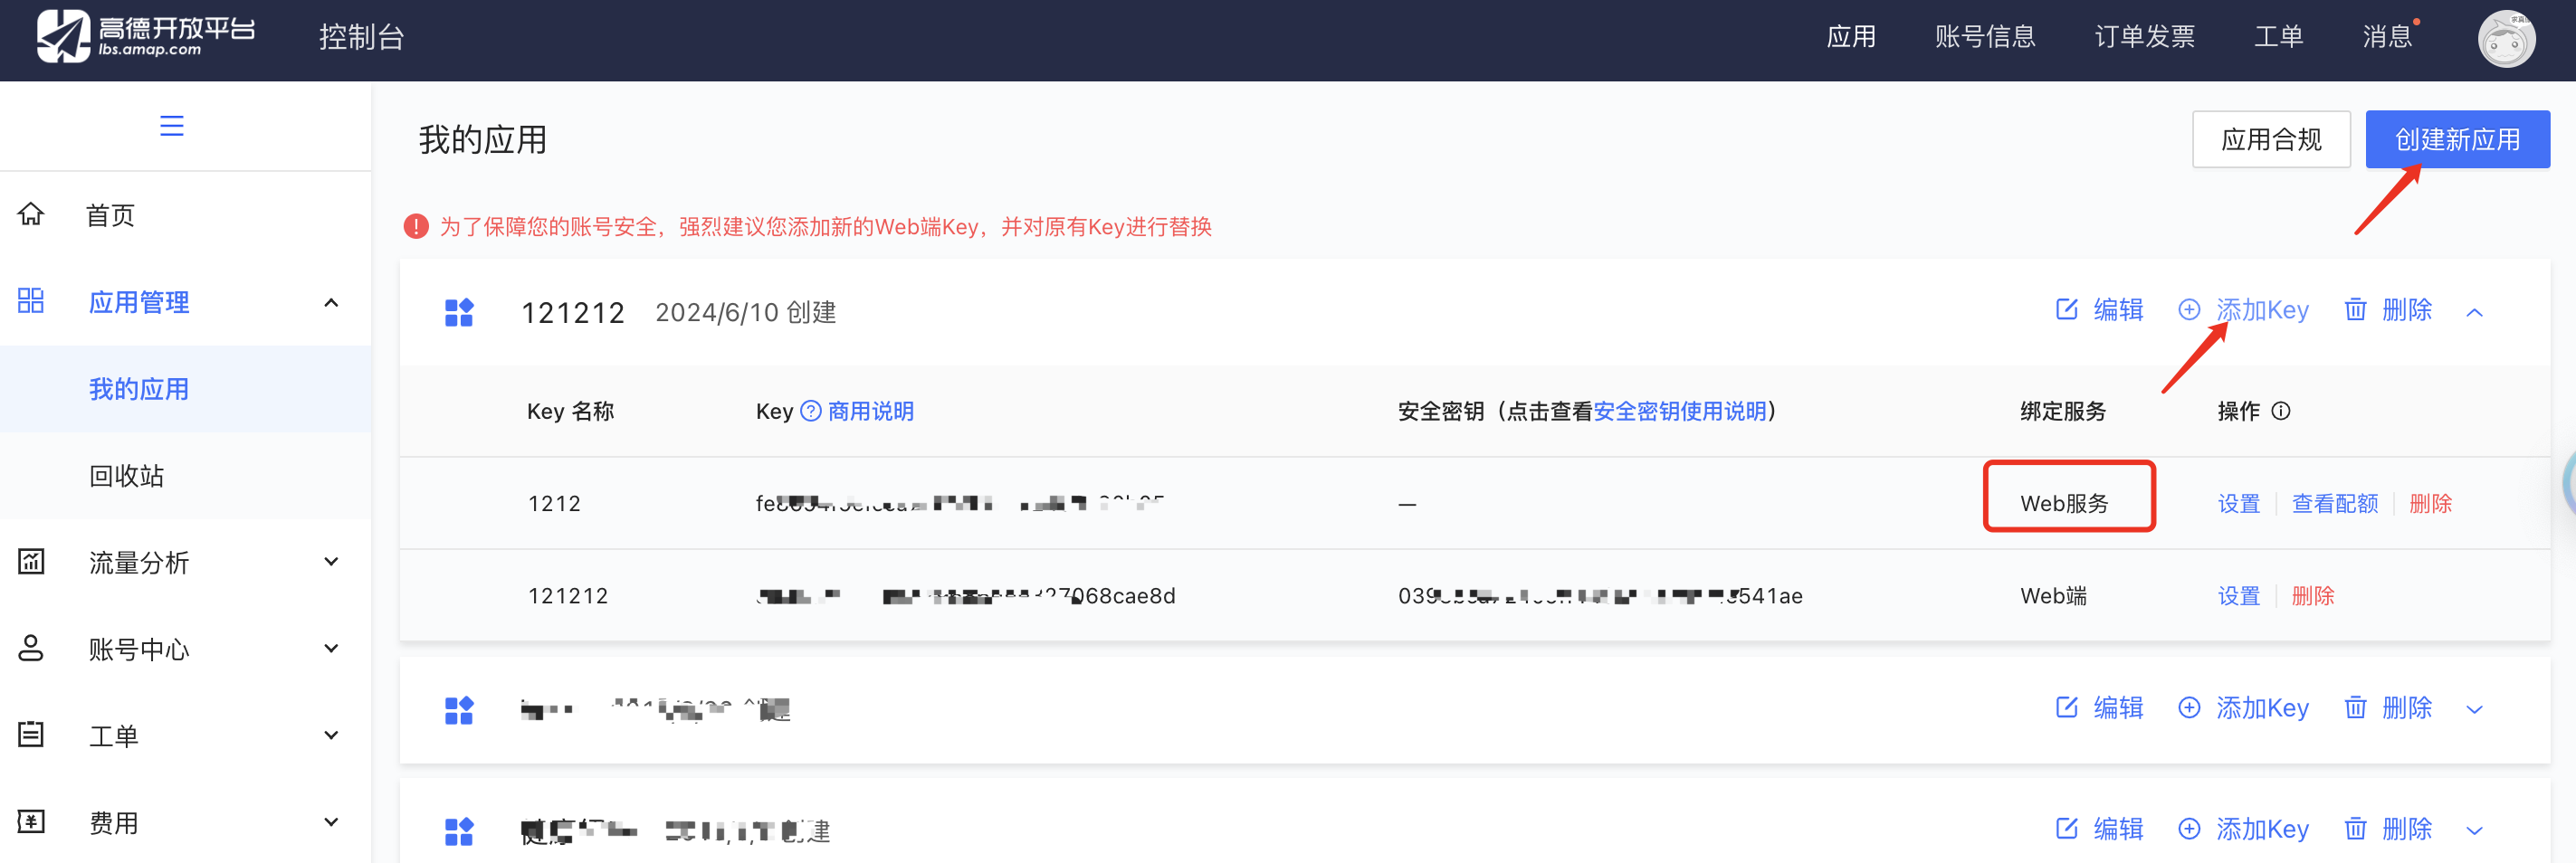 高德开放平台
lbs.amap.com
控制台
应用
账号信息
订单发票
工单
消息
我的应用
应用合规
创建新应用
首页
为了保障您的账号安全，强烈建议您添加新的Web端Key，并对原有Key进行替换
应用管理
121212 2024/6/10 创建
编辑
添加Key
删除
我的应用
Key 名称
Key 商用说明
安全密钥（点击查看安全密钥使用说明）
绑定服务
操作
回收站
1212
—
Web服务
设置
查看配额
删除
流量分析
121212
27068cae8d
541ae
Web端
设置
删除
账号中心
创建
编辑
添加Key
删除
工单
费用
创建
编辑
添加Key
删除